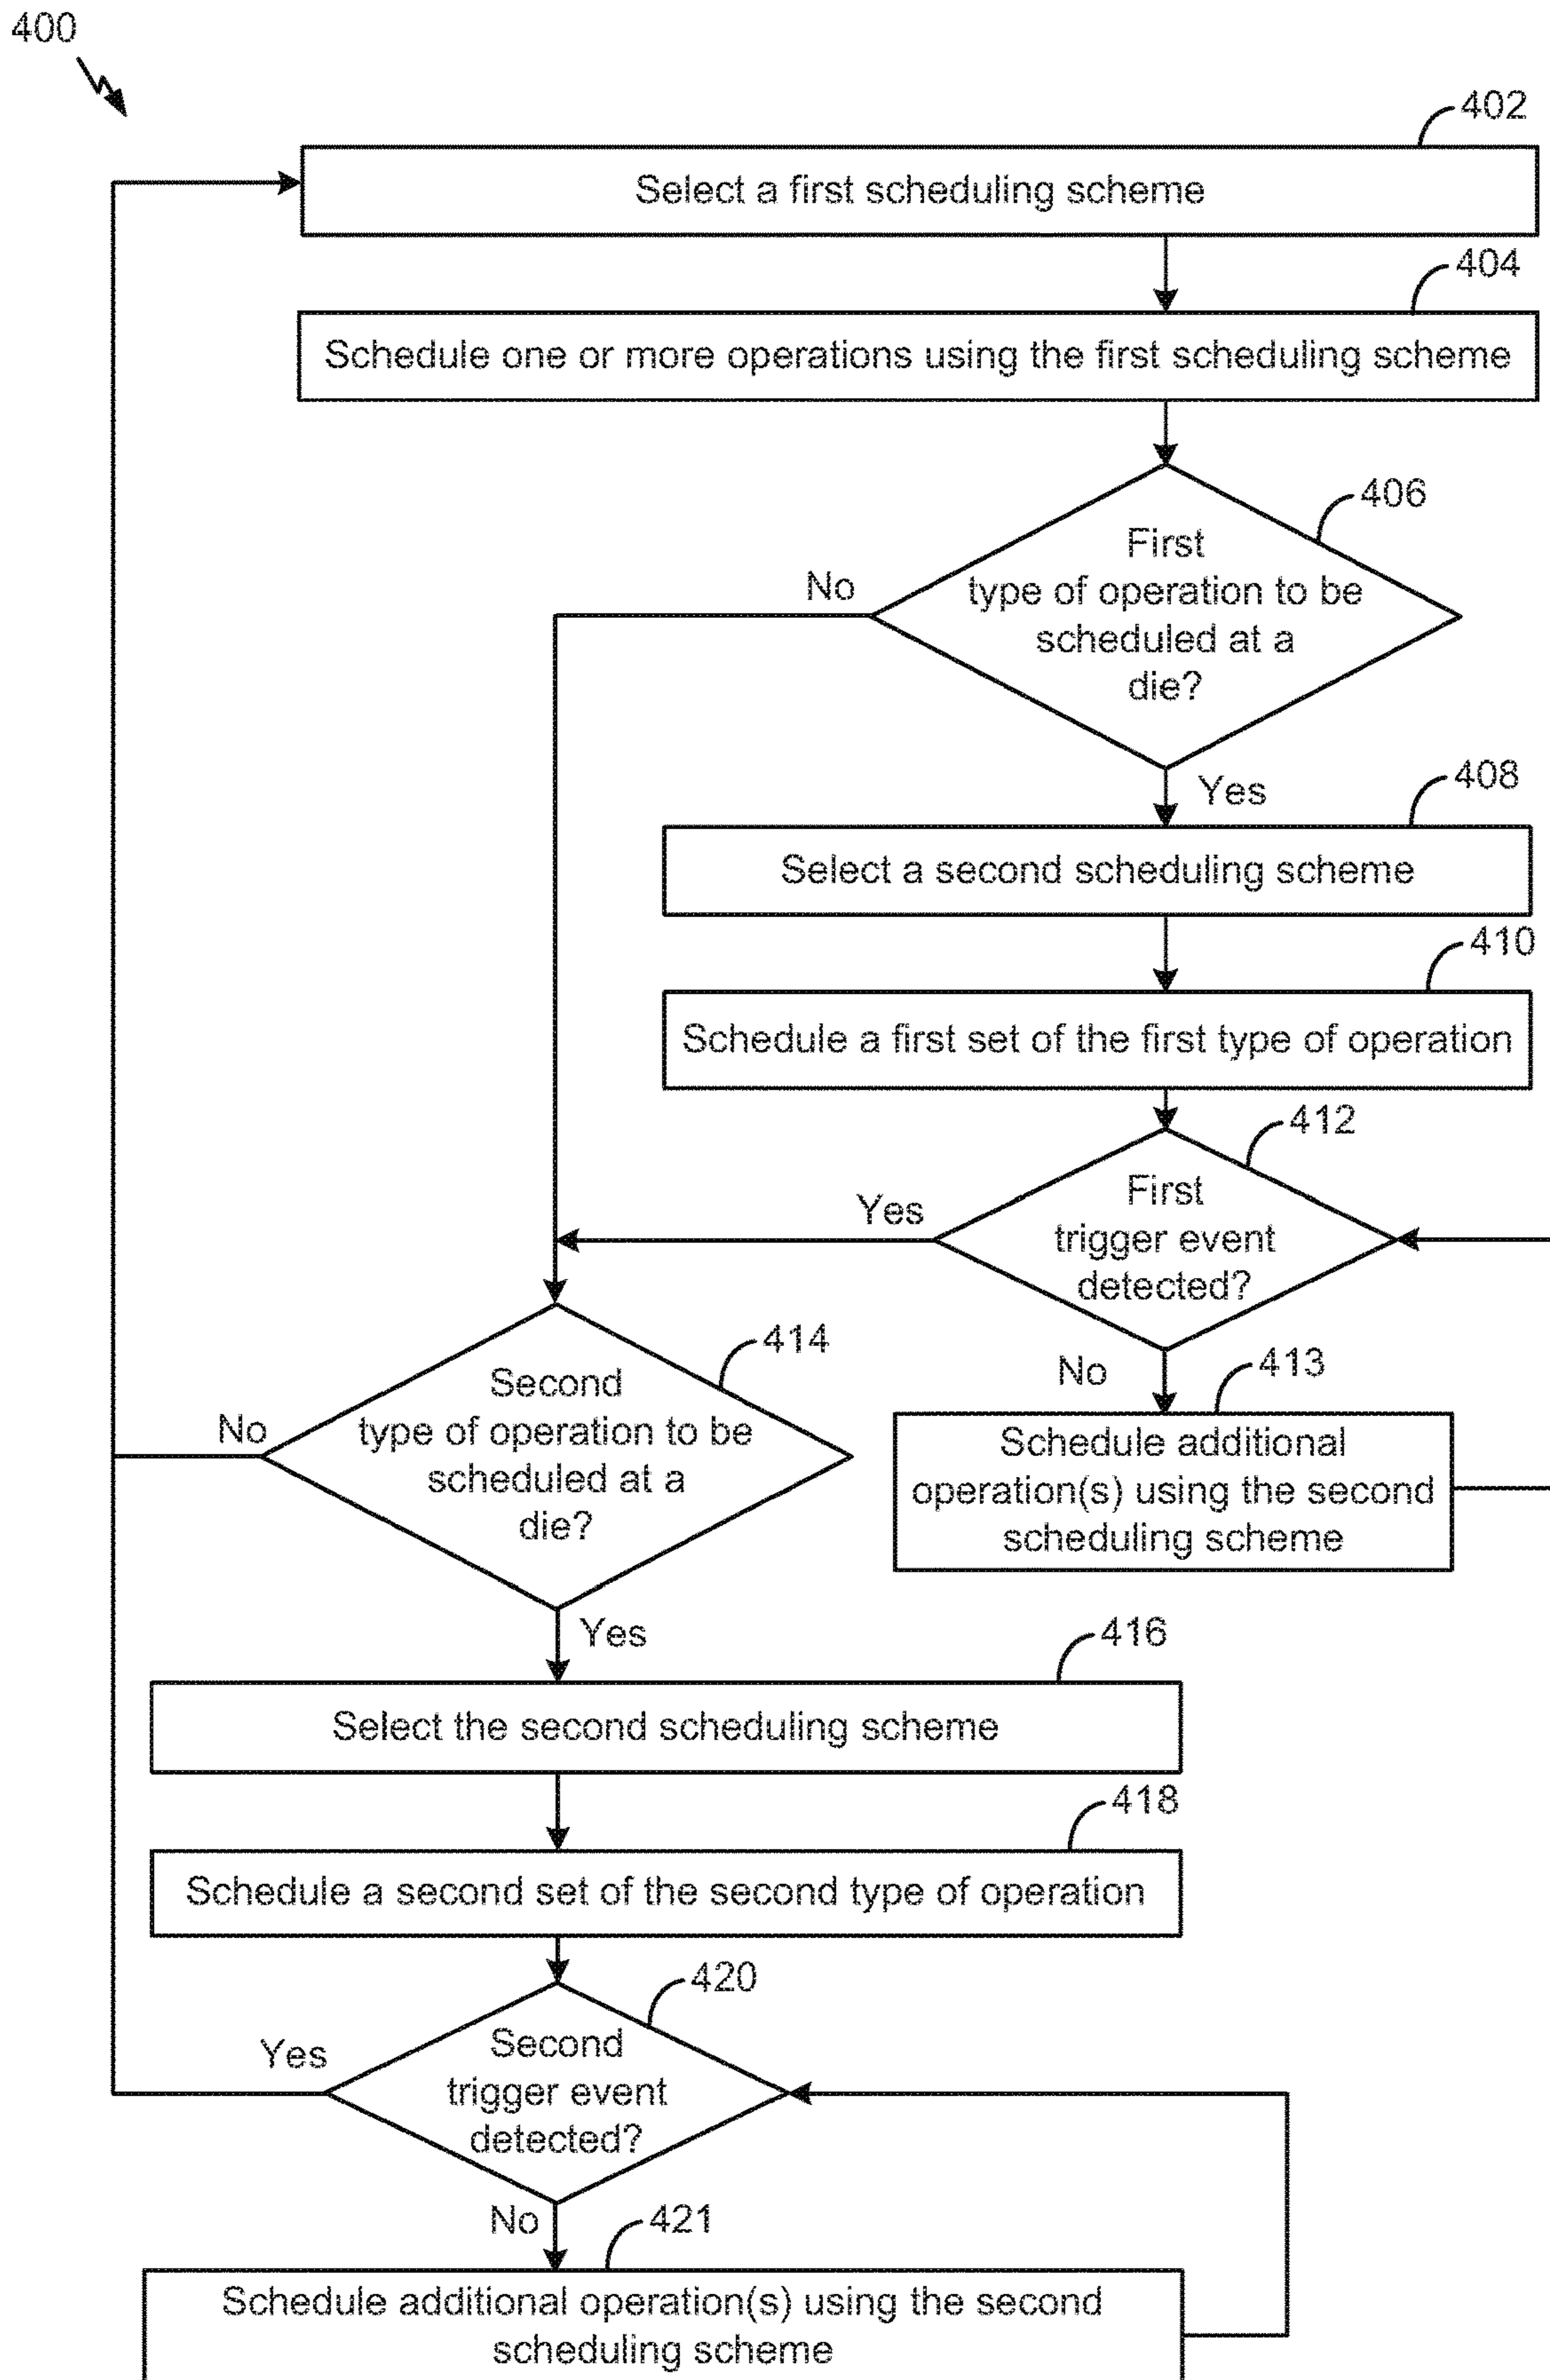 400
402
Select a first scheduling scheme
404
Schedule one or more operations using the first scheduling scheme
406
First
type of operation to be
scheduled at a
die?
No
Yes
408
Select a second scheduling scheme
410
Schedule a first set of the first type of operation
412
First
trigger event
detected?
Yes
No
413
Schedule additional
operation(s) using the second
scheduling scheme
414
Second
type of operation to be
scheduled at a
die?
No
Yes
416
Select the second scheduling scheme
418
Schedule a second set of the second type of operation
420
Second
trigger event
detected?
Yes
No
421
Schedule additional operation(s) using the second
scheduling scheme